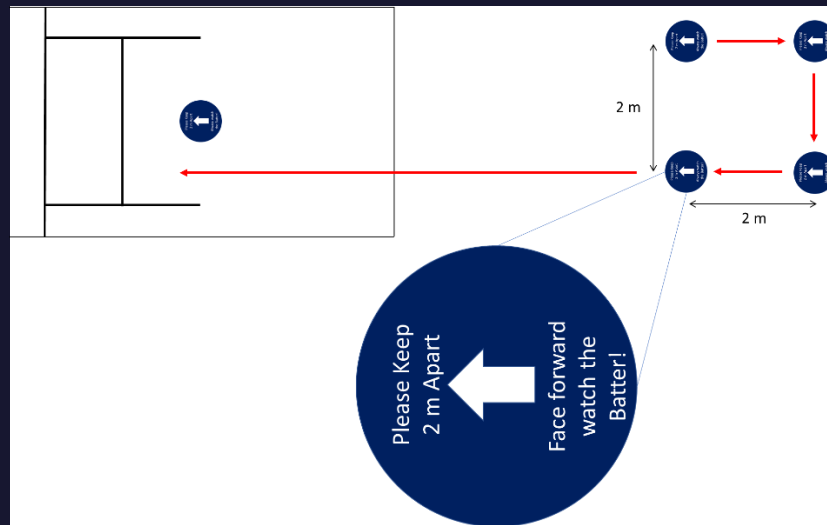 2 m
2 m
Please Keep
2 m Apart
Face forward
watch the
Batter!